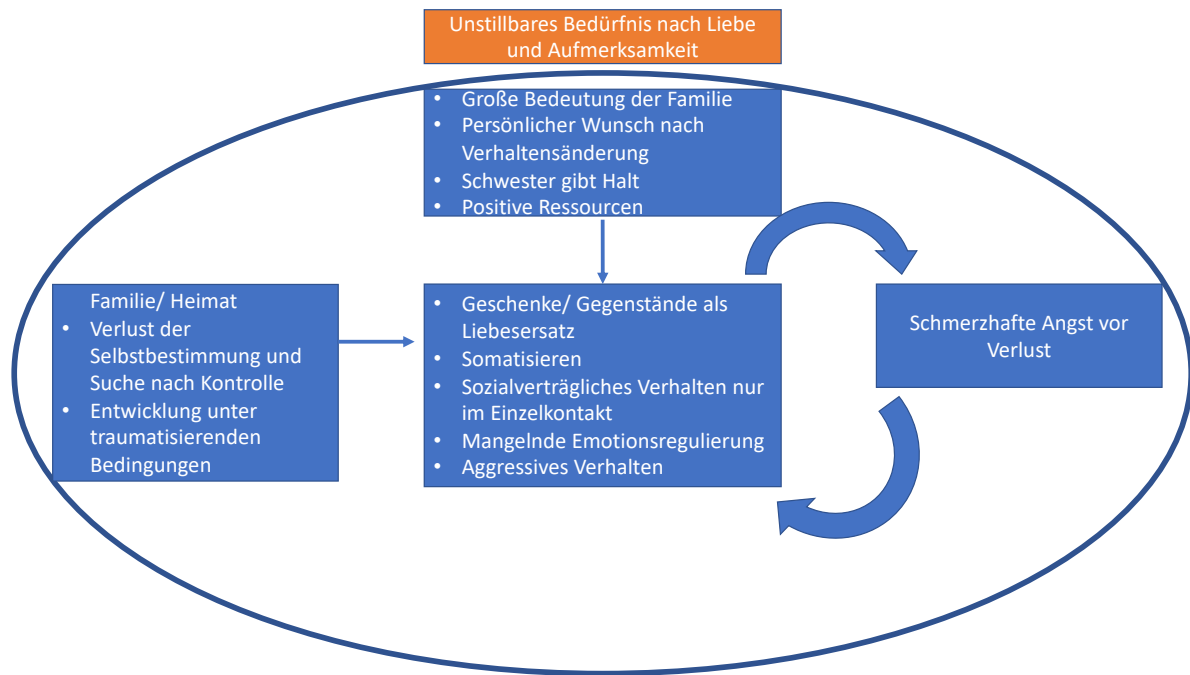 Unstillbares Bedürfnis nach Liebe
und Aufmerksamkeit
• Große Bedeutung der Familie
• Persönlicher Wunsch nach
Verhaltensänderung
• Schwester gibt Halt
• Positive Ressourcen
Familie/ Heimat
• Verlust der
Selbstbestimmung und
Suche nach Kontrolle
• Entwicklung unter
traumatisierenden
Bedingungen
• Geschenke/ Gegenstände als
Liebesersatz
• Somatisieren
• Sozialverträgliches Verhalten nur
im Einzelkontakt
• Mangelnde Emotionsregulierung
• Aggressives Verhalten
Schmerzhafte Angst vor
Verlust